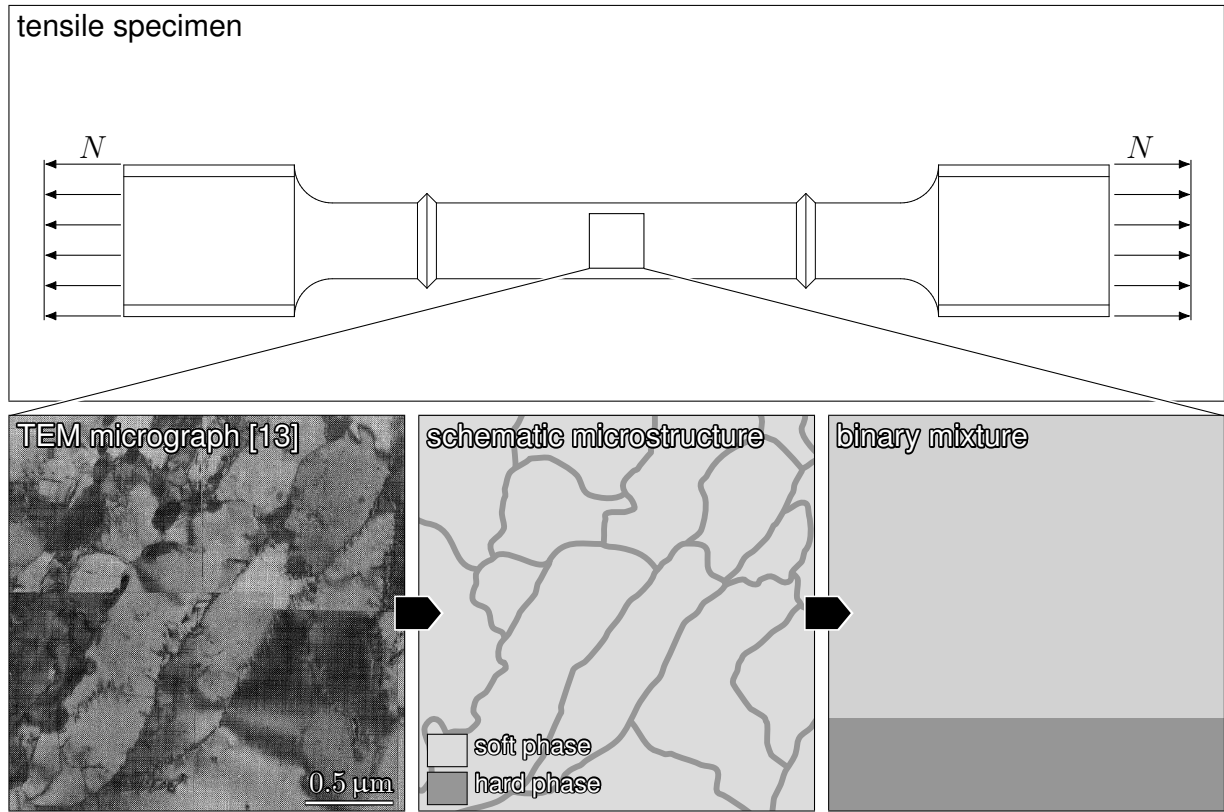 tensile specimen
N
N
TEM micrograph [13]
schematic microstructure
binary mixture
soft phase
hard phase
0.5 μm